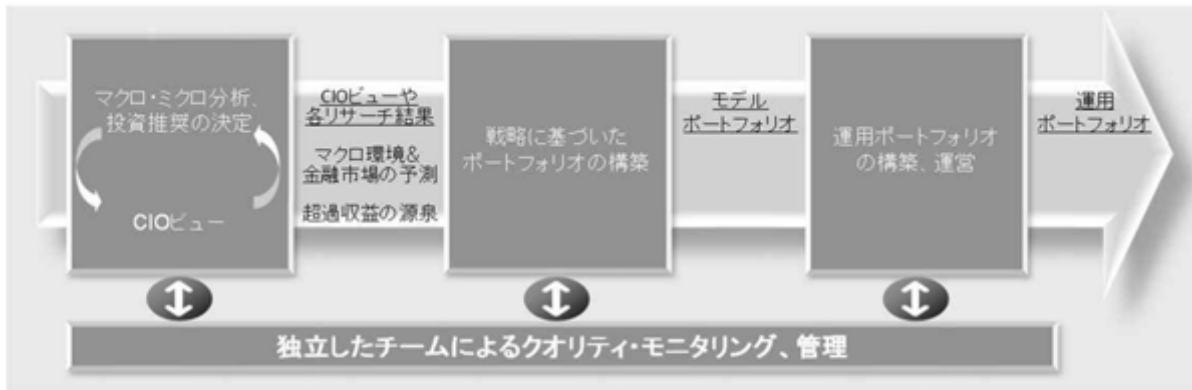 マクロ・ミクロ分析、
投資推奨の決定
CIOビュー
CIOビューや
各リサーチ結果
マクロ環境&
金融市場の予測
超過収益の源泉
戦略に基づいた
ポートフォリオの構築
モデル
ポートフォリオ
運用ポートフォリオ
の構築、運営
運用
ポートフォリオ
独立したチームによるクオリティ・モニタリング、管理